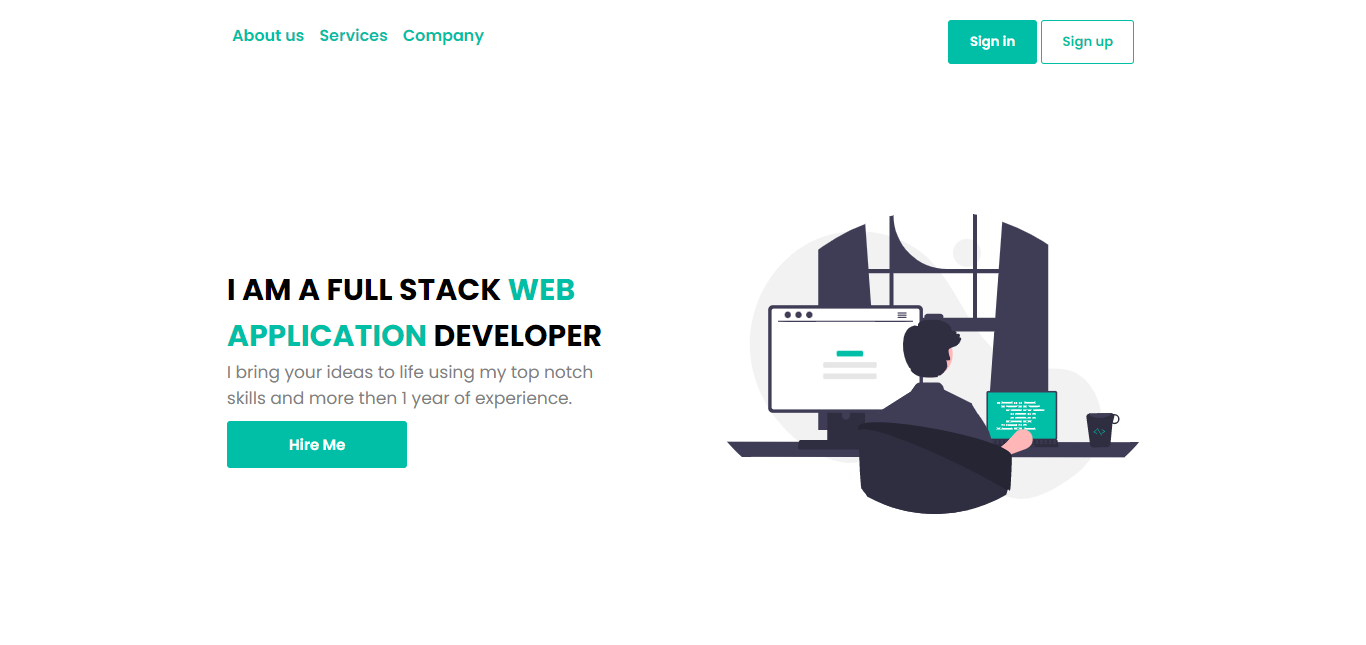 About us Services Company
Sign in Sign up
I AM A FULL STACK WEB
APPLICATION DEVELOPER
I bring your ideas to life using my top notch
skills and more then 1 year of experience.
Hire Me